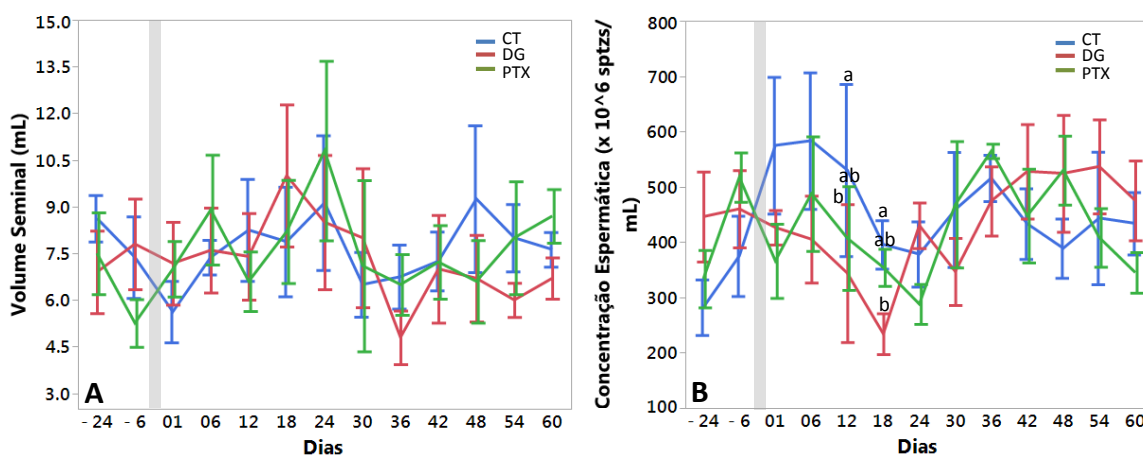 Volume Seminal (mL)
15.0
13.5
12.0
10.5
9.0
7.5
6.0
4.5
3.0
CT
DG
PTX
A
- 24 - 6 01 06 12 18 24 30 36 42 48 54 60
Dias
Concentração Espermática (x 10^6 sptzs/
mL)
800
700
600
500
400
300
200
100
CT
DG
PTX
a
ab
b
a
ab
b
B
- 24 - 6 01 06 12 18 24 30 36 42 48 54 60
Dias